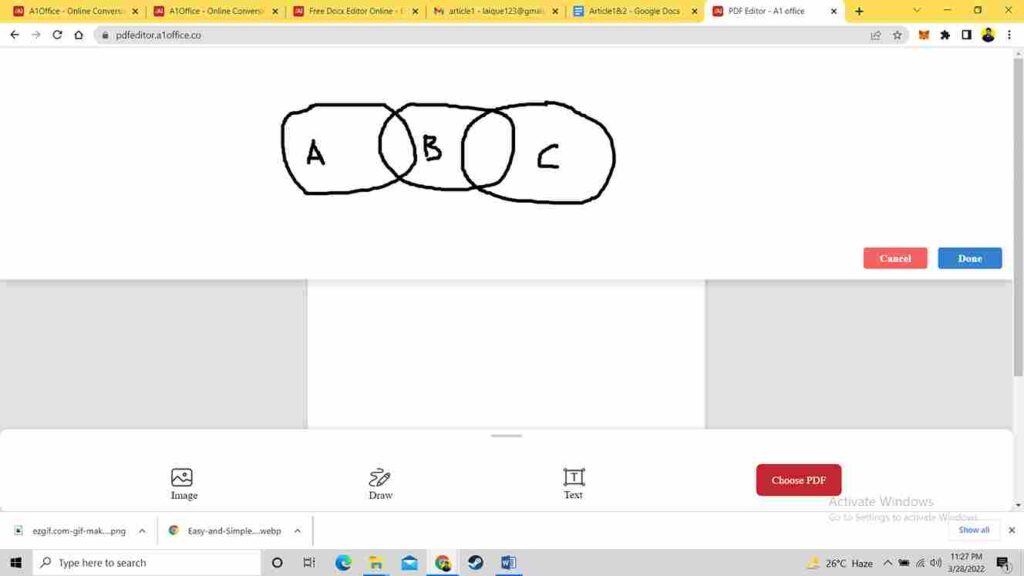 A1Office - Online Conversi
A1Office - Online Conversi
Free Docx Editor Online -
article1 - laique123@gmai
Article1&2 - Google Docs
PDF Editor - A1 office
pdfeditor.a1office.co
A B C
Cancel Done
Image Draw Text Choose PDF
Activate Windows
Go to Settings to activate Windows.
ezgif.com-gif-mak....png Easy-and-Simple....webp Show all
Type here to search 26°C Haze 11:27 PM
3/28/2022